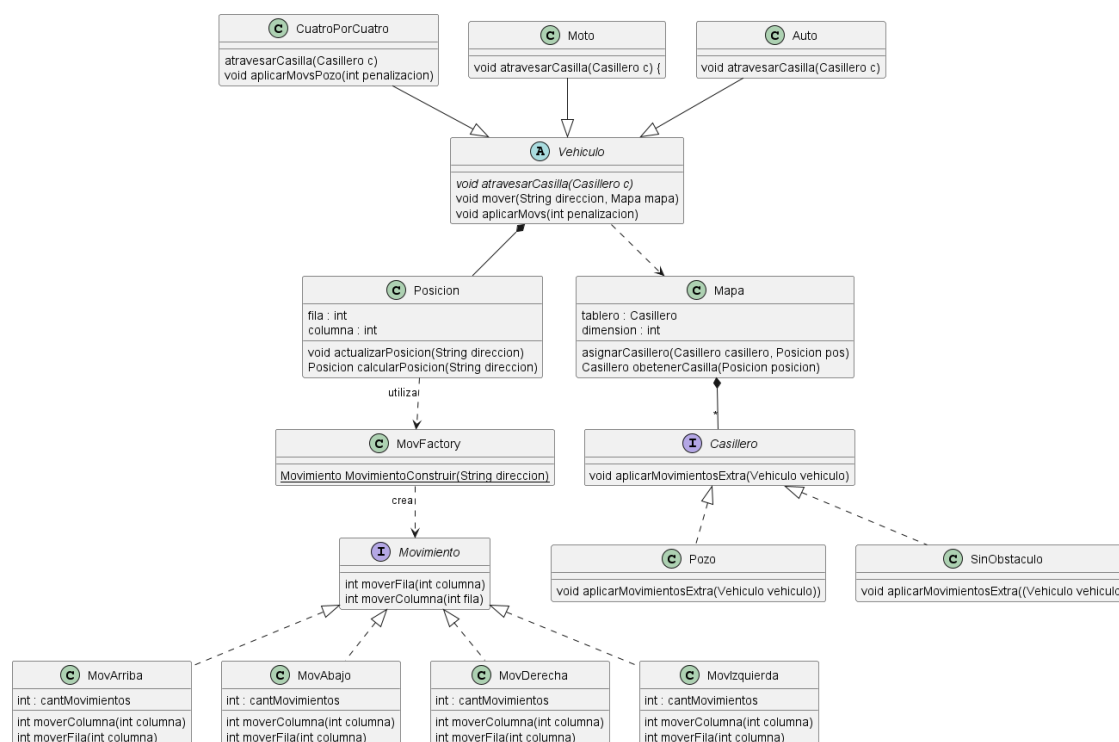 C CuatroPorCuatro
atravesarCasilla(Casillero c)
void aplicarMovsPozo(int penalizacion)
C Moto
void atravesarCasilla(Casillero c) {
C Auto
void atravesarCasilla(Casillero c)
A Vehiculo
void atravesarCasilla(Casillero c)
void mover(String direccion, Mapa mapa)
void aplicarMovs(int penalizacion)
C Posicion
fila : int
columna : int
void actualizarPosicion(String direccion)
Posicion calcularPosicion(String direccion)
C Mapa
tablero : Casillero
dimension : int
asignarCasillero(Casillero casillero, Posicion pos)
Casillero obetenerCasilla(Posicion posicion)
utiliza
*
C MovFactory
Movimiento MovimientoConstruir(String direccion)
I Casillero
void aplicarMovimientosExtra(Vehiculo vehiculo)
crea
I Movimiento
int moverFila(int columna)
int moverColumna(int fila)
C Pozo
void aplicarMovimientosExtra(Vehiculo vehiculo))
C SinObstaculo
void aplicarMovimientosExtra((Vehiculo vehiculo
C MovArriba
int : cantMovimientos
int moverColumna(int columna)
int moverFila(int columna)
C MovAbajo
int : cantMovimientos
int moverColumna(int columna)
int moverFila(int columna)
C MovDerecha
int : cantMovimientos
int moverColumna(int columna)
int moverFila(int columna)
C MovIzquierda
int : cantMovimientos
int moverColumna(int columna)
int moverFila(int columna)